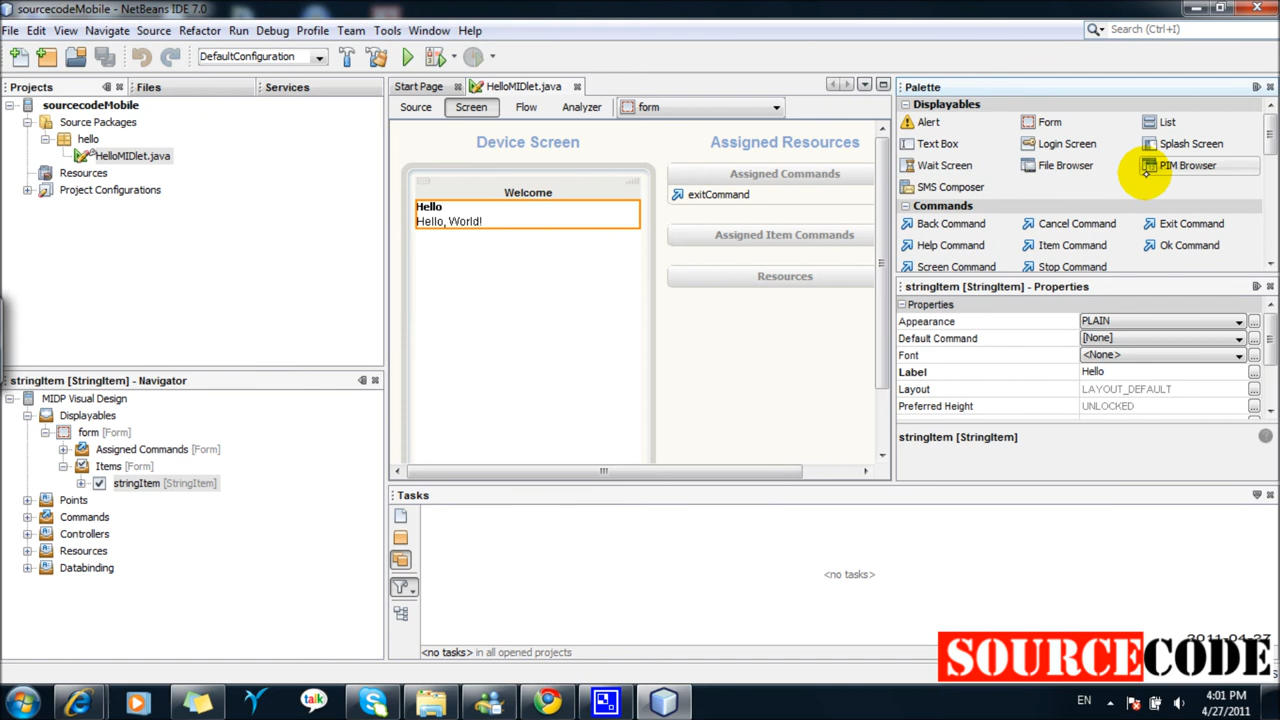 sourcecodeMobile - NetBeans IDE 7.0
File Edit View Navigate Source Refactor Run Debug Profile Team Tools Window Help
Search (Ctrl+I)
DefaultConfiguration
Projects Files Services
sourcecodeMobile
Source Packages
hello
HelloMIDlet.java
Resources
Project Configurations
stringItem [StringItem] - Navigator
MIDP Visual Design
Displayables
form [Form]
Assigned Commands [Form]
Items [Form]
stringItem [StringItem]
Points
Commands
Controllers
Resources
Databinding
Start Page HelloMIDlet.java
Source Screen Flow Analyzer form
Device Screen
Welcome
Hello
Hello, World!
Assigned Resources
Assigned Commands
exitCommand
Assigned Item Commands
Resources
Tasks
<no tasks>
<no tasks> in all opened projects
Palette
Displayables
Alert Form List
Text Box Login Screen Splash Screen
Wait Screen File Browser PIM Browser
SMS Composer
Commands
Back Command Cancel Command Exit Command
Help Command Item Command Ok Command
Screen Command Stop Command
stringItem [StringItem] - Properties
Properties
Appearance PLAIN
Default Command [None]
Font <None>
Label Hello
Layout LAYOUT_DEFAULT
Preferred Height UNLOCKED
stringItem [StringItem]
SOURCECODE
talk
EN
4:01 PM
4/27/2011